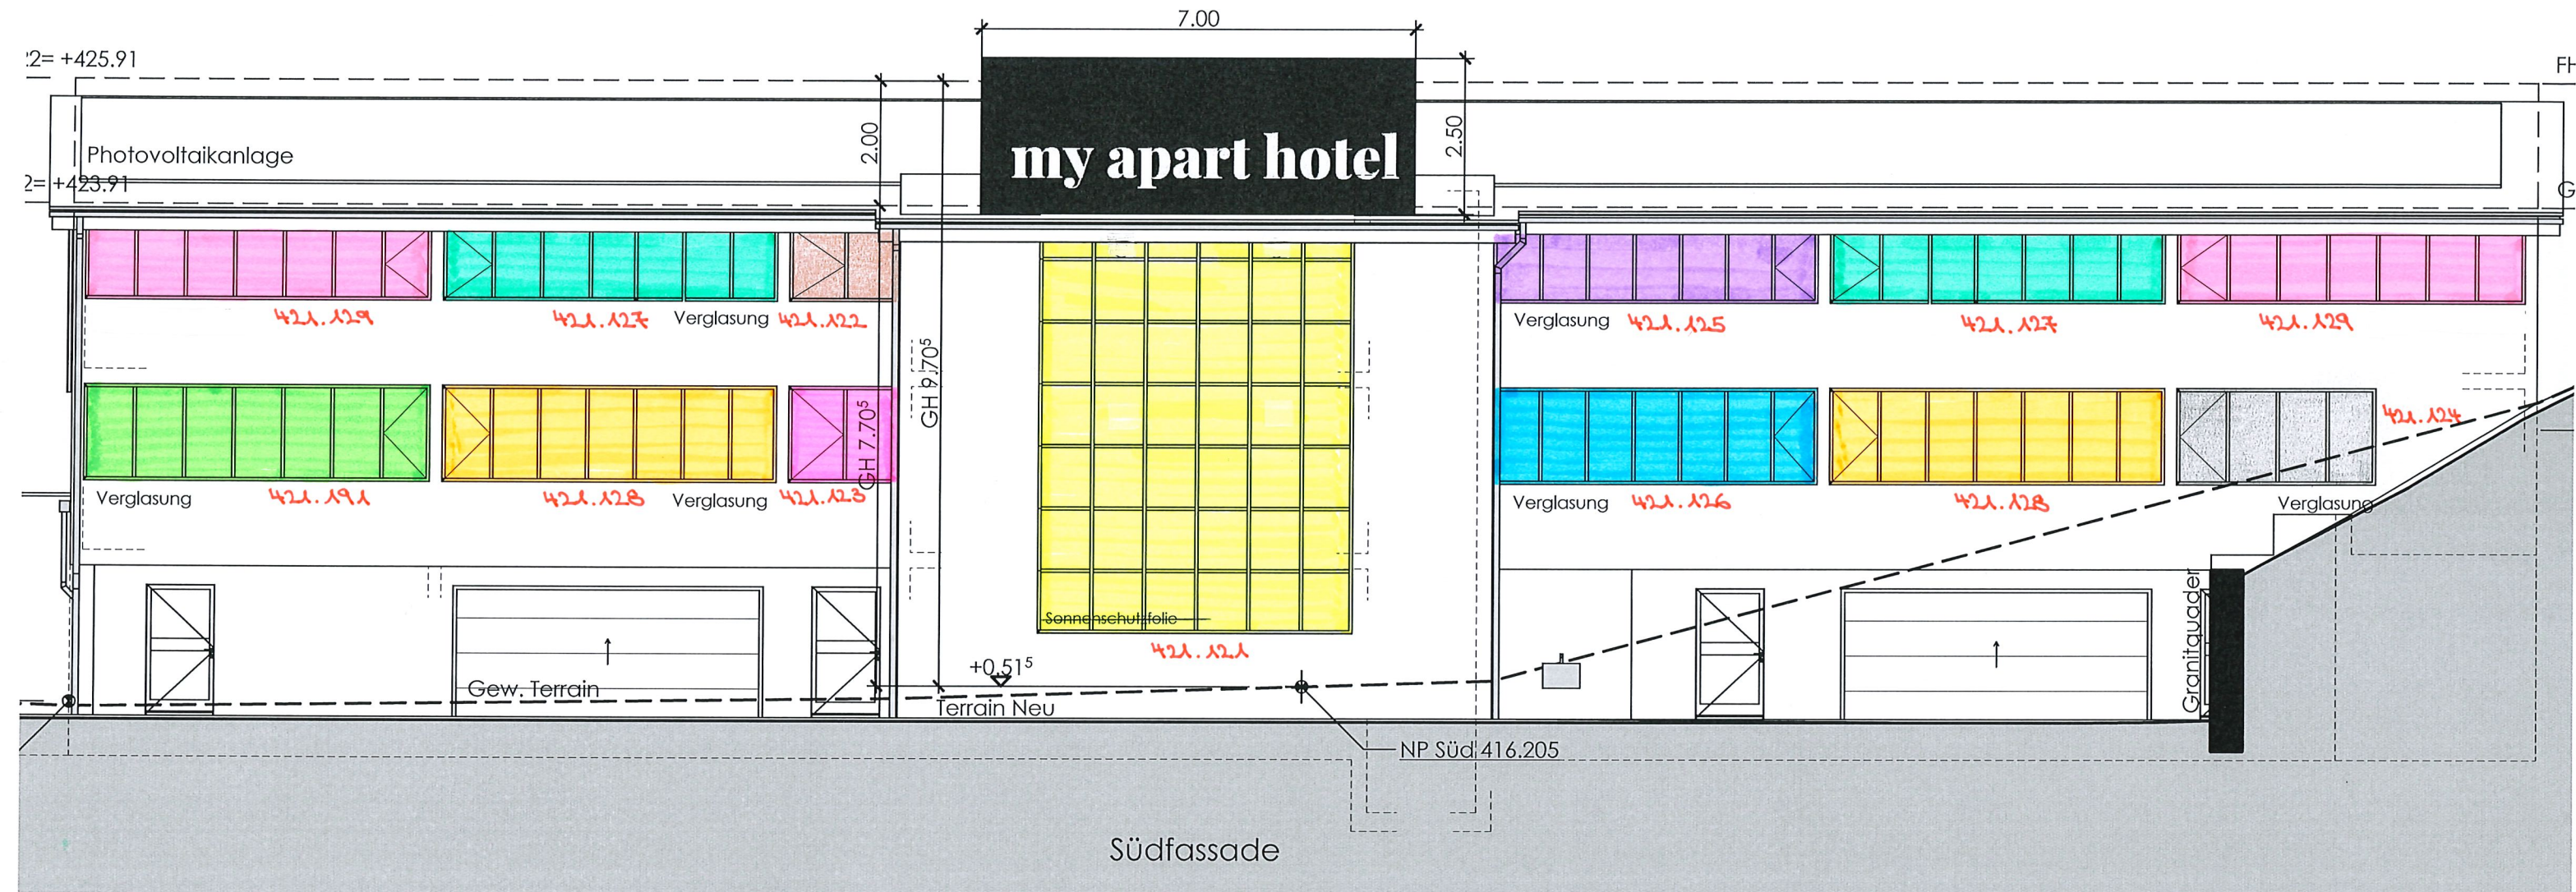 7.00
2= +425.91
FH
2.00
2.50
my apart hotel
Photovoltaikanlage
2= +423.91
G
421.129
421.127
Verglasung
421.122
Verglasung
421.125
421.127
421.129
GH 9.70⁵
GH 7.70⁵
421.124
Verglasung
421.191
421.128
Verglasung
421.123
Verglasung
421.126
421.128
Verglasung
Sonnenschutzfolie
421.121
Granitquader
+0.51⁵
Gew. Terrain
Terrain Neu
NP Süd 416.205
Südfassade